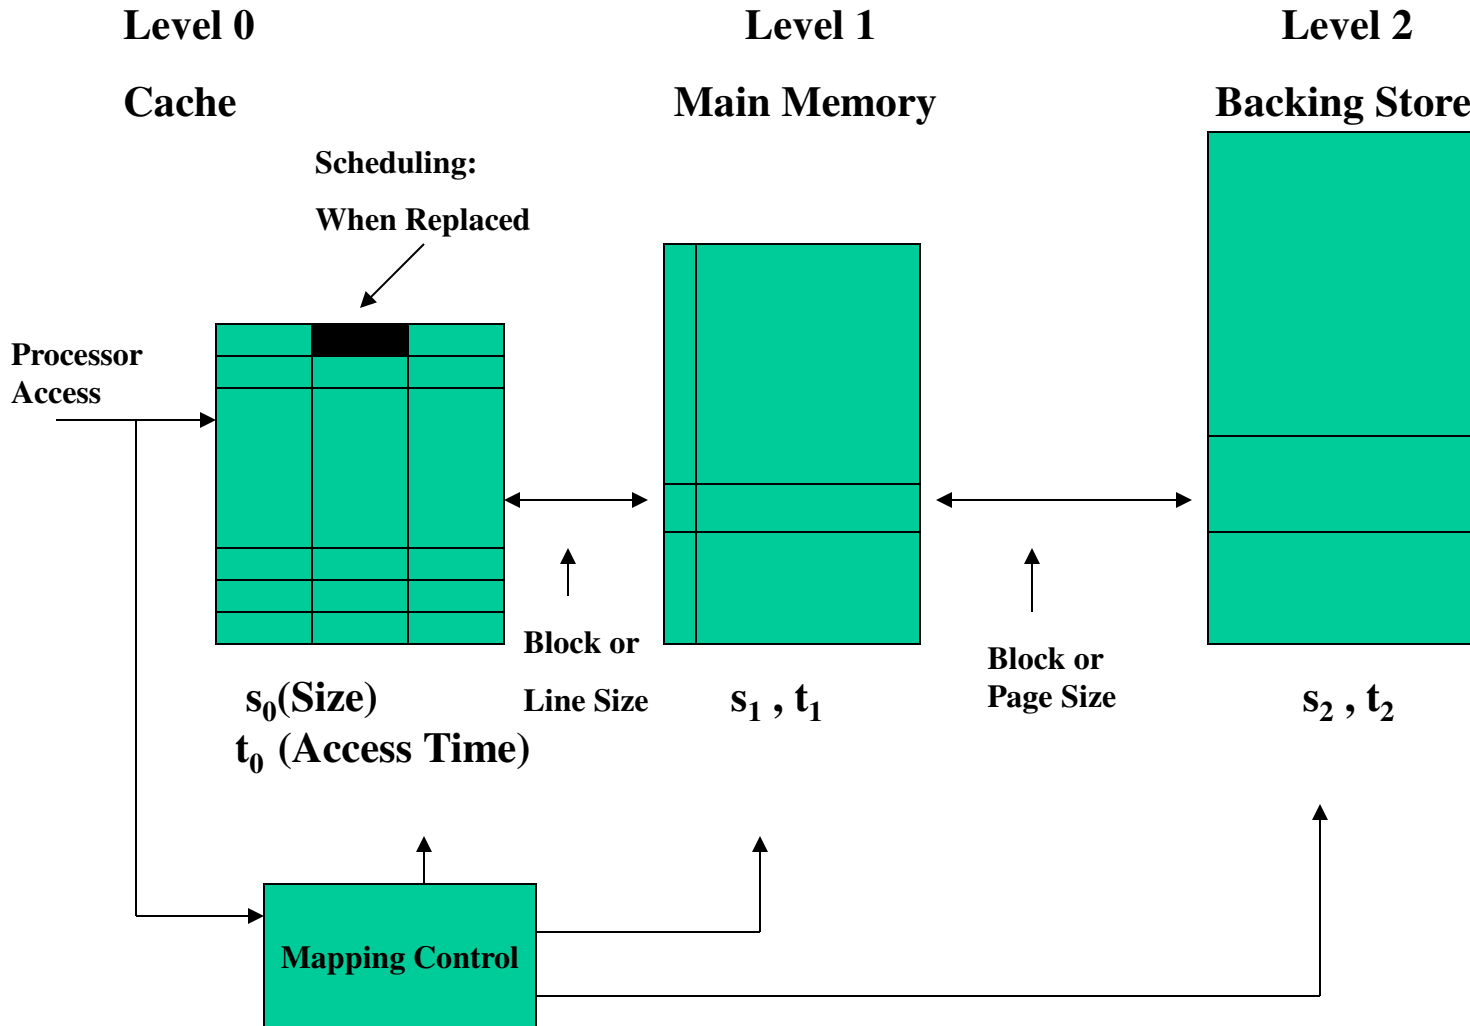 Level 0
Level 1
Level 2
Cache
Main Memory
Backing Store
Scheduling:
When Replaced
Processor
Access
Block or
Line Size
Block or
Page Size
s₀(Size)
t₀ (Access Time)
s₁ , t₁
s₂ , t₂
Mapping Control